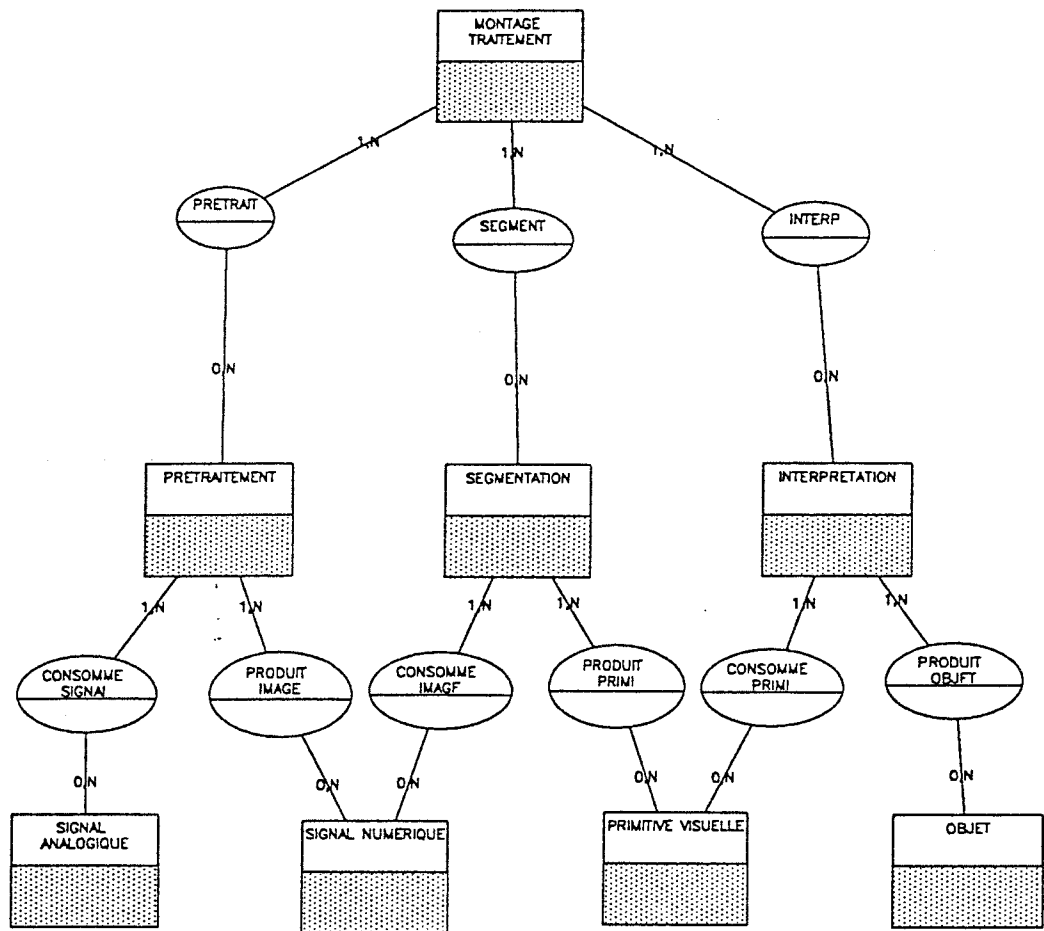 MONTAGE
TRAITEMENT
1,N
1,N
1,N
PRETRAIT
SEGMENT
INTERP
0,N
0,N
0,N
PRETRAITEMENT
SEGMENTATION
INTERPRETATION
1,N
1,N
1,N
1,N
1,N
1,N
CONSOMME
SIGNAl
PRODUIT
IMAGE
CONSOMME
IMAGF
PRODUIT
PRIMI
CONSOMME
PRIMI
PRODUIT
OBJFT
0,N
0,N
0,N
0,N
0,N
0,N
SIGNAL
ANALOGIQUE
SIGNAL NUMERIQUE
PRIMITIVE VISUELLE
OBJET